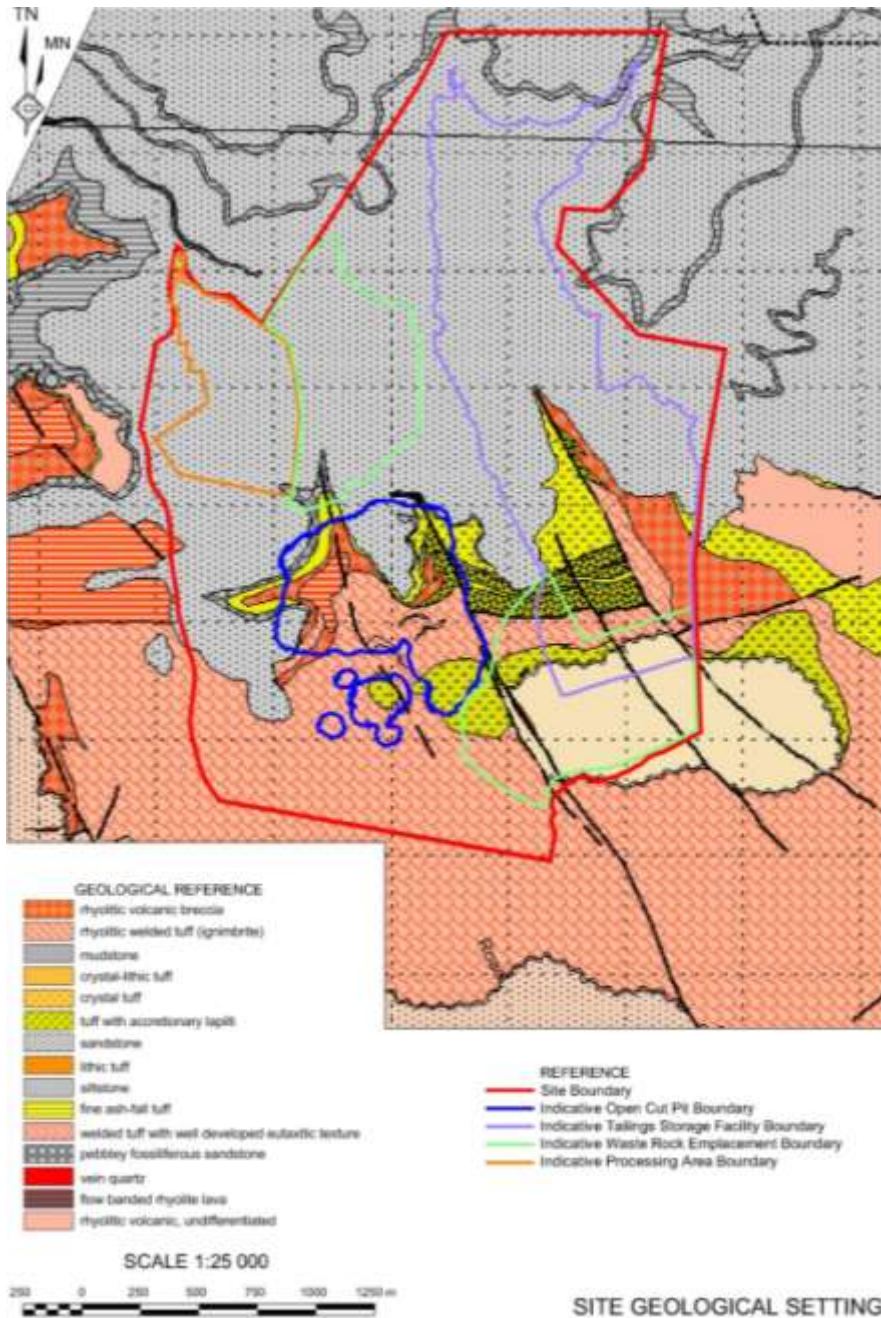 TN
MN
GEOLOGICAL REFERENCE
rhyolitic volcanic breccia
rhyolitic welded tuff (ignimbrite)
mudstone
crystal-lithic tuff
crystal tuff
tuff with accretionary lapilli
sandstone
lithic tuff
siltstone
fine ash-fall tuff
welded tuff with well developed eutaxitic texture
pebbley fossiliferous sandstone
vein quartz
flow banded rhyolite lava
rhyolitic volcanic, undifferentiated
REFERENCE
Site Boundary
Indicative Open Cut Pit Boundary
Indicative Tailings Storage Facility Boundary
Indicative Waste Rock Emplacement Boundary
Indicative Processing Area Boundary
SCALE 1:25 000
250 0 250 500 750 1000 1250 m
SITE GEOLOGICAL SETTING